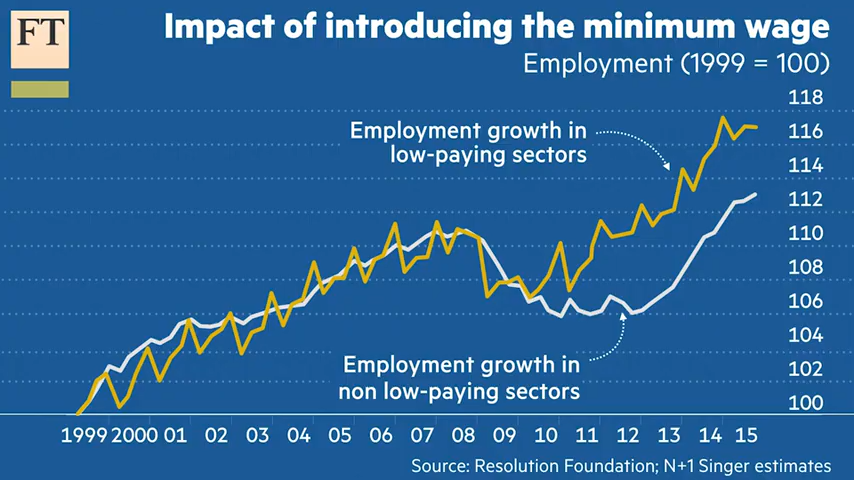 FT
Impact of introducing the minimum wage
Employment (1999 = 100)
118
Employment growth in
low-paying sectors
116
114
112
110
108
106
104
Employment growth in
non low-paying sectors
102
100
1999 2000 01 02 03 04 05 06 07 08 09 10 11 12 13 14 15
Source: Resolution Foundation; N+1 Singer estimates